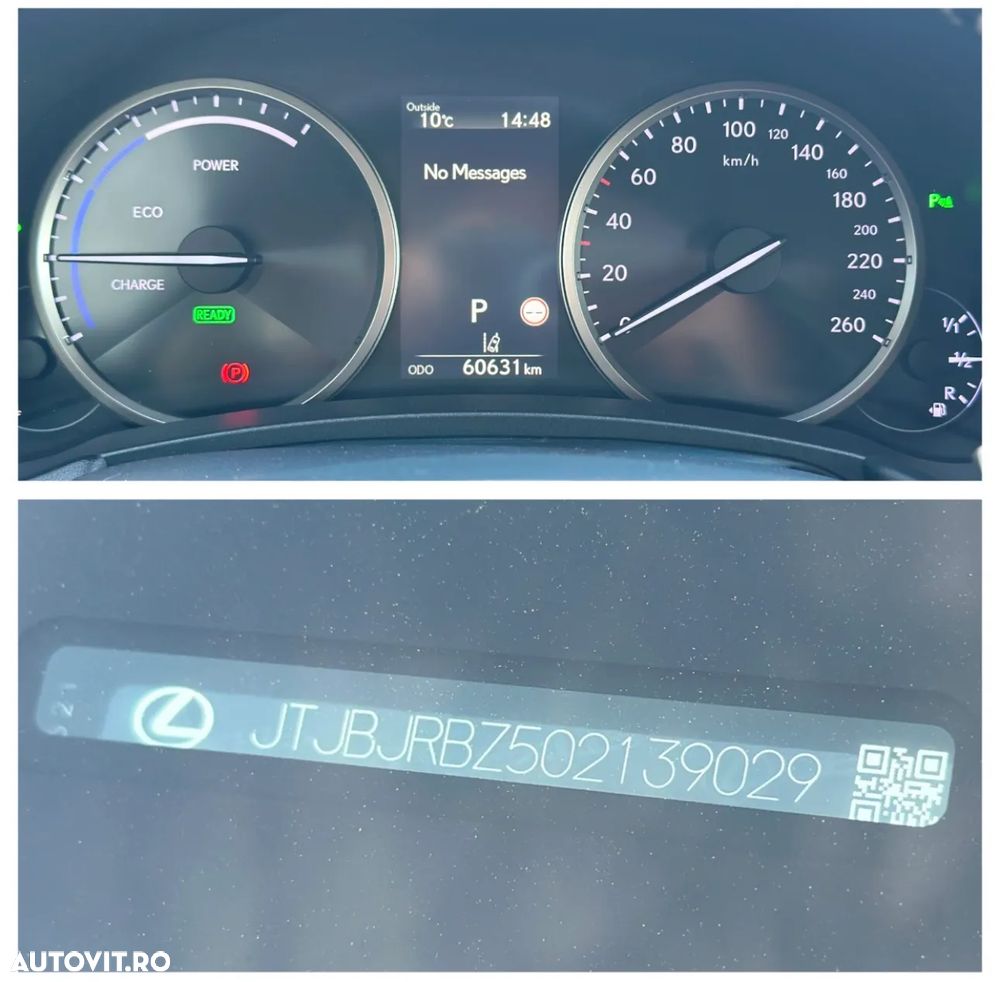 Outside
10°C 14:48
No Messages
P
ODO 60631 km
POWER
ECO
CHARGE
READY
P
0
20
40
60
80
100
120
140
160
180
200
220
240
260
km/h
P
1/1
1/2
R
JTJBJRBZ502139029
AUTOVIT.RO